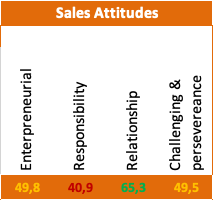 Sales Attitudes
Enterpreneurial
Responsibility
Relationship
Challenging &
persevereance
49,8 40,9 65,3 49,5